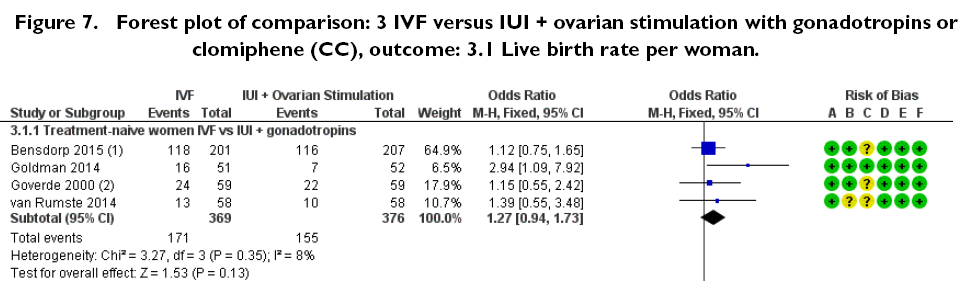 Figure 7. Forest plot of comparison: 3 IVF versus IUI + ovarian stimulation with gonadotropins or
clomiphene (CC), outcome: 3.1 Live birth rate per woman.
IVF IUI + Ovarian Stimulation Odds Ratio Odds Ratio Risk of Bias
Study or Subgroup Events Total Events Total Weight M-H, Fixed, 95% CI M-H, Fixed, 95% CI A B C D E F
3.1.1 Treatment-naive women IVF vs IUI + gonadotropins
Bensdorp 2015 (1) 118 201 116 207 64.9% 1.12 [0.75, 1.65] + + ? + + +
Goldman 2014 16 51 7 52 6.5% 2.94 [1.09, 7.92] + + + + + +
Goverde 2000 (2) 24 59 22 59 17.9% 1.15 [0.55, 2.42] + + ? + + +
van Rumste 2014 13 58 10 58 10.7% 1.39 [0.55, 3.48] + ? ? + + +
Subtotal (95% CI) 369 376 100.0% 1.27 [0.94, 1.73]
Total events 171 155
Heterogeneity: Chi² = 3.27, df = 3 (P = 0.35); I² = 8%
Test for overall effect: Z = 1.53 (P = 0.13)